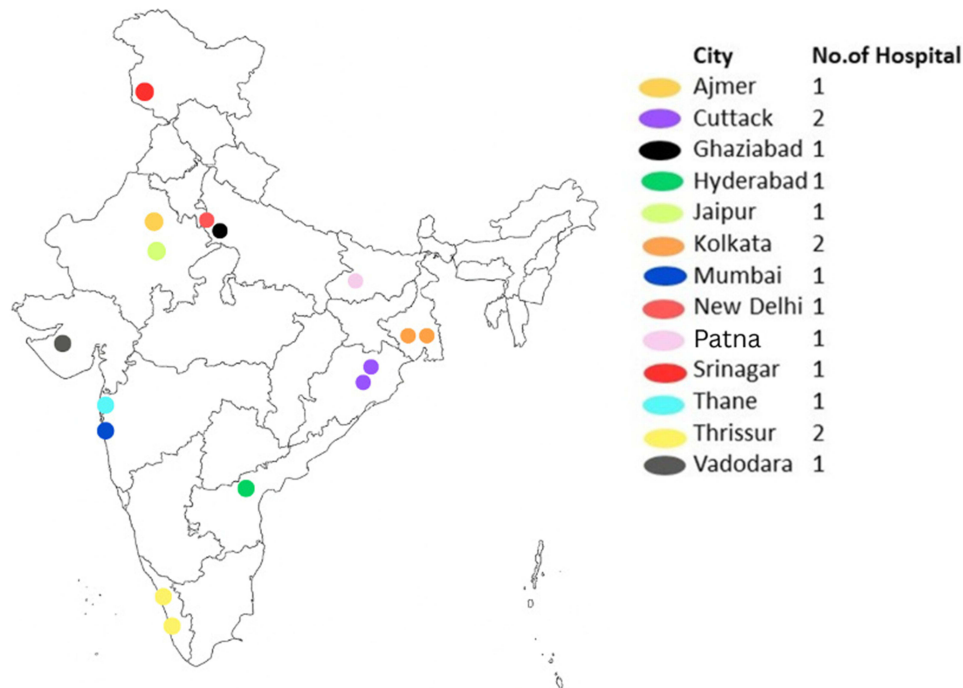 City No.of Hospital
Ajmer 1
Cuttack 2
Ghaziabad 1
Hyderabad 1
Jaipur 1
Kolkata 2
Mumbai 1
New Delhi 1
Patna 1
Srinagar 1
Thane 1
Thrissur 2
Vadodara 1